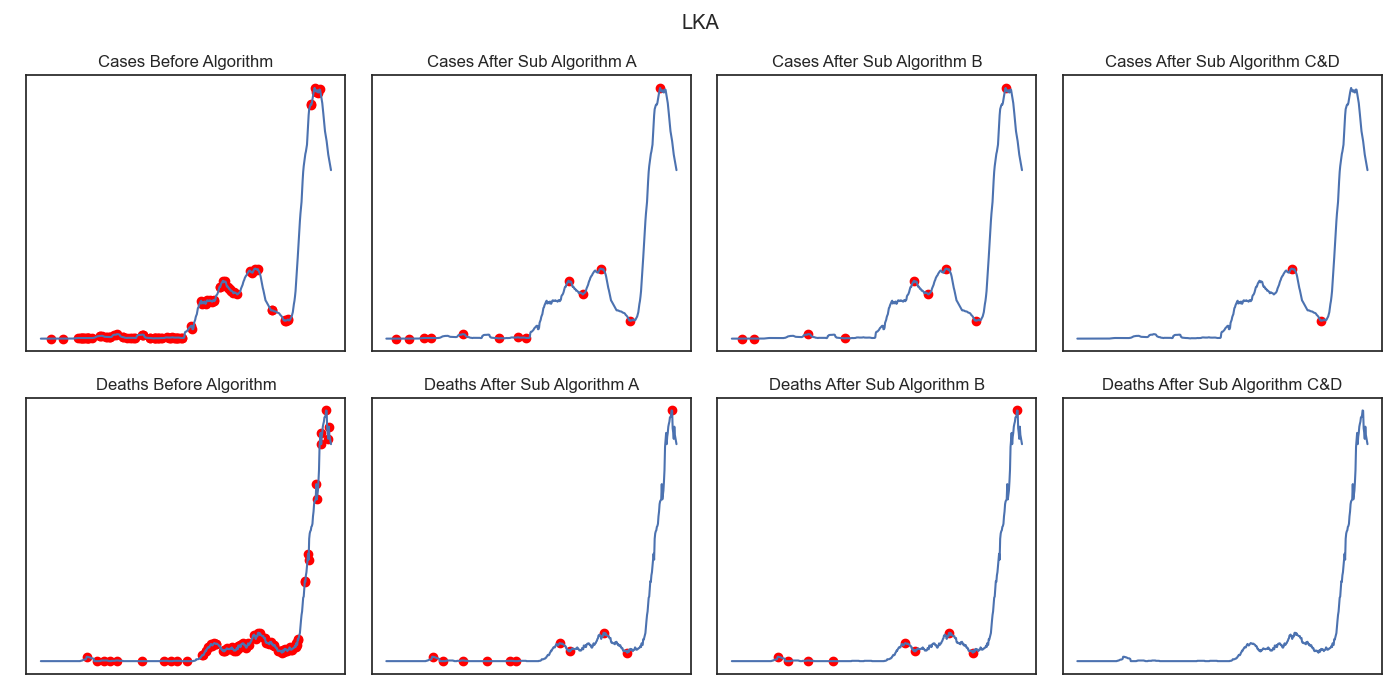 LKA
Cases Before Algorithm
Cases After Sub Algorithm A
Cases After Sub Algorithm B
Cases After Sub Algorithm C&D
Deaths Before Algorithm
Deaths After Sub Algorithm A
Deaths After Sub Algorithm B
Deaths After Sub Algorithm C&D